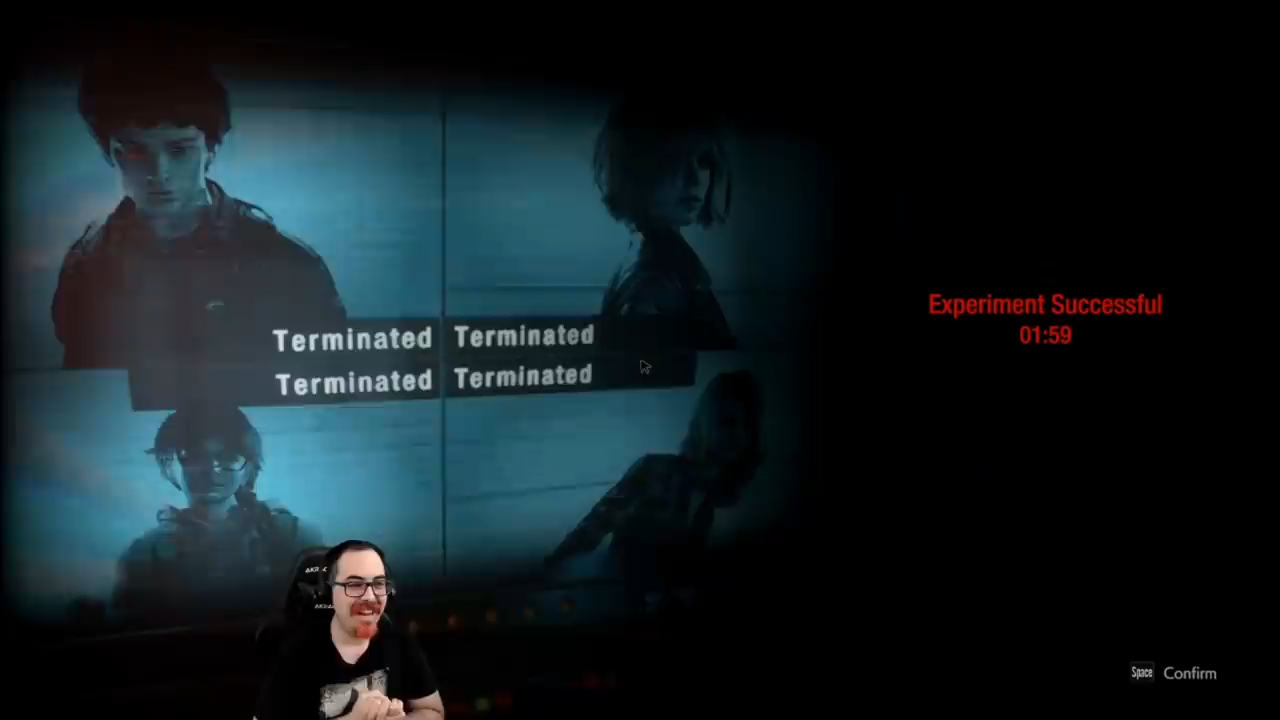 Terminated Terminated
Terminated Terminated
Experiment Successful
01:59
Space Confirm